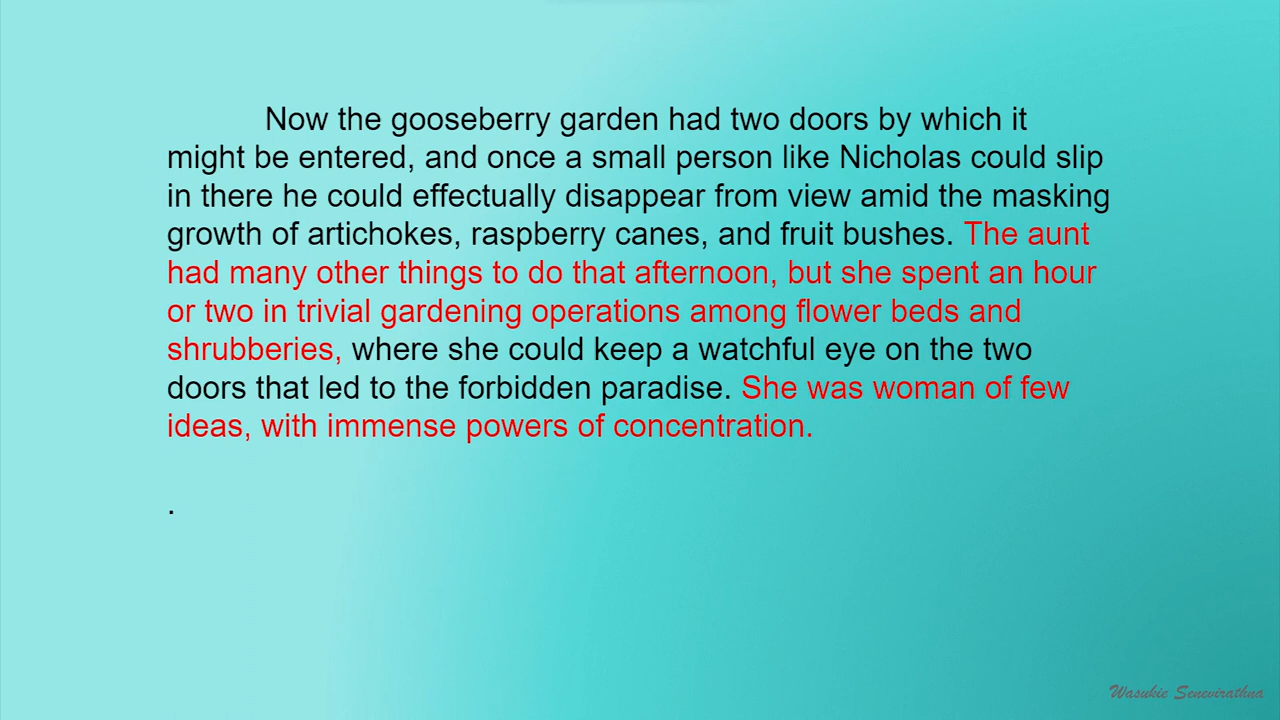 Now the gooseberry garden had two doors by which it
might be entered, and once a small person like Nicholas could slip
in there he could effectually disappear from view amid the masking
growth of artichokes, raspberry canes, and fruit bushes. The aunt
had many other things to do that afternoon, but she spent an hour
or two in trivial gardening operations among flower beds and
shrubberies, where she could keep a watchful eye on the two
doors that led to the forbidden paradise. She was woman of few
ideas, with immense powers of concentration.
.
Wasukie Senevirathna